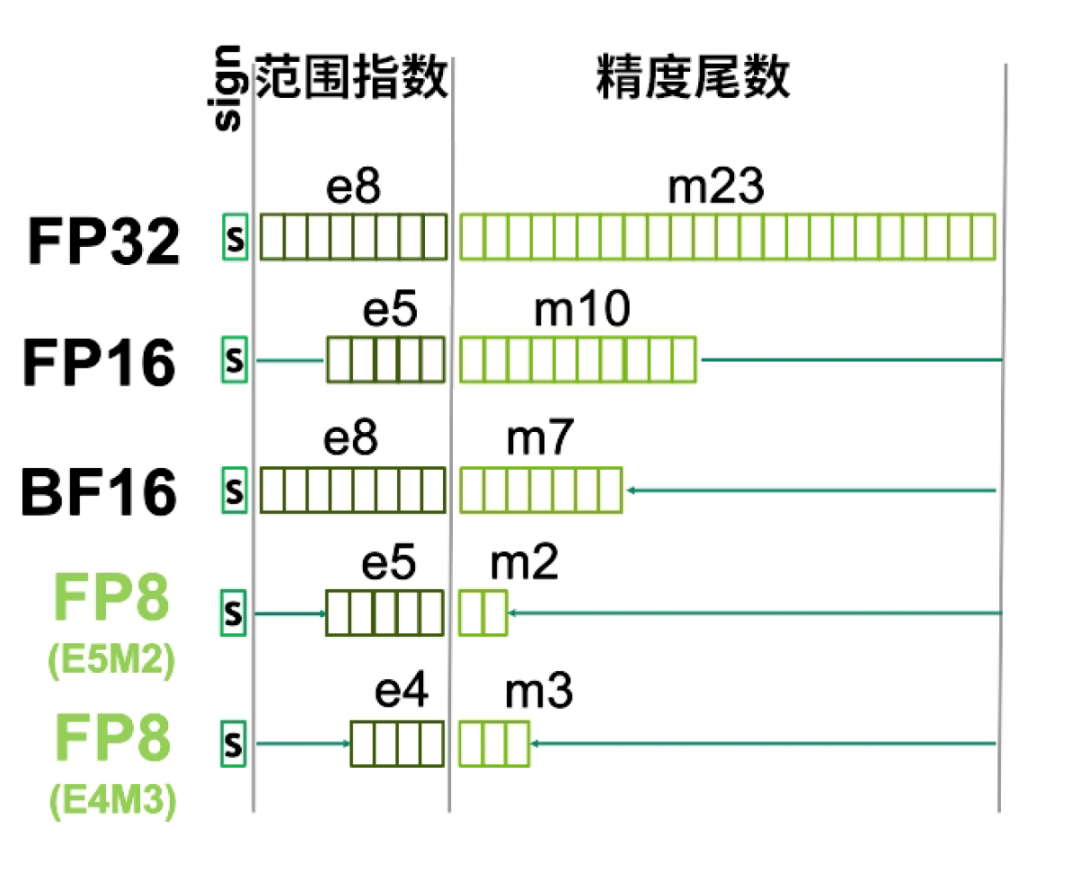 sign 范围指数 精度尾数
e8 m23
FP32 S
e5 m10
FP16 S
e8 m7
BF16 S
e5 m2
FP8 S
(E5M2)
e4 m3
FP8 S
(E4M3)